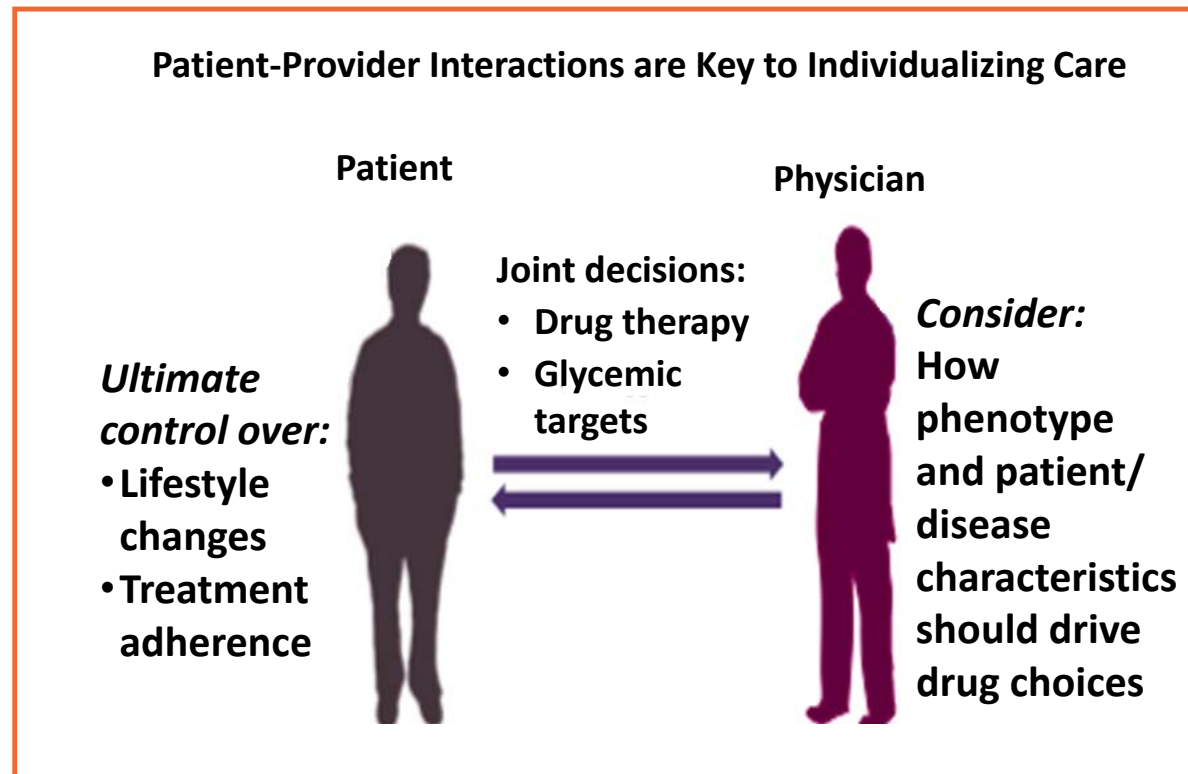 Patient-Provider Interactions are Key to Individualizing Care
Patient
Physician
Ultimate
control over:
•Lifestyle
changes
•Treatment
adherence
Joint decisions:
• Drug therapy
• Glycemic
targets
Consider:
How
phenotype
and patient/
disease
characteristics
should drive
drug choices